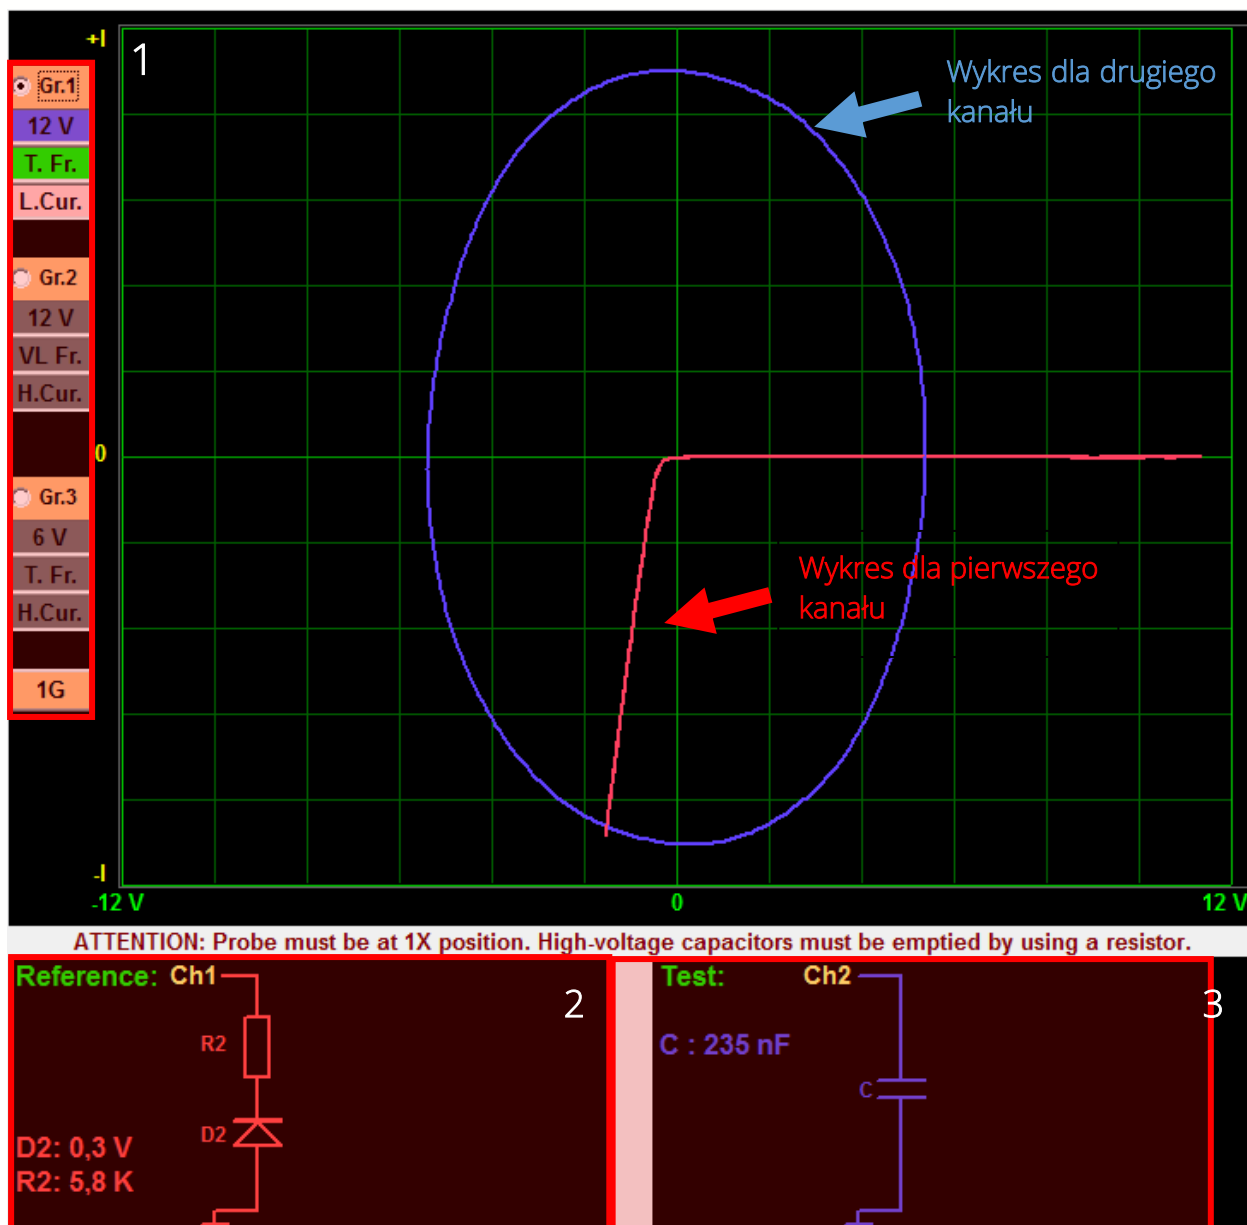 +I
1
Wykres dla drugiego
kanału
Gr.1
12 V
T. Fr.
L.Cur.
Gr.2
12 V
VL Fr.
H.Cur.
0
Gr.3
6 V
T. Fr.
H.Cur.
Wykres dla pierwszego
kanału
1G
-I
-12 V 0 12 V
ATTENTION: Probe must be at 1X position. High-voltage capacitors must be emptied by using a resistor.
Reference: Ch1
2
R2
D2
D2: 0,3 V
R2: 5,8 K
Test: Ch2
3
C : 235 nF
C